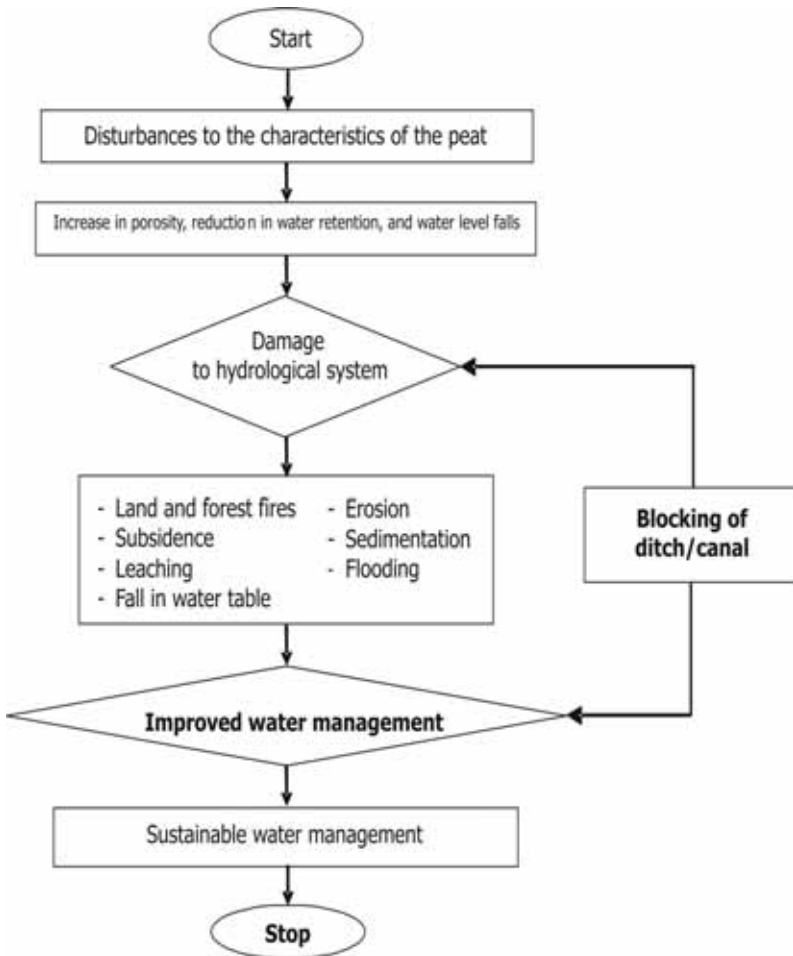 Start
Disturbances to the characteristics of the peat
Increase in porosity, reduction in water retention, and water level falls
Damage
to hydrological system
- Land and forest fires
- Subsidence
- Leaching
- Fall in water table
- Erosion
- Sedimentation
- Flooding
Blocking of
ditch/canal
Improved water management
Sustainable water management
Stop